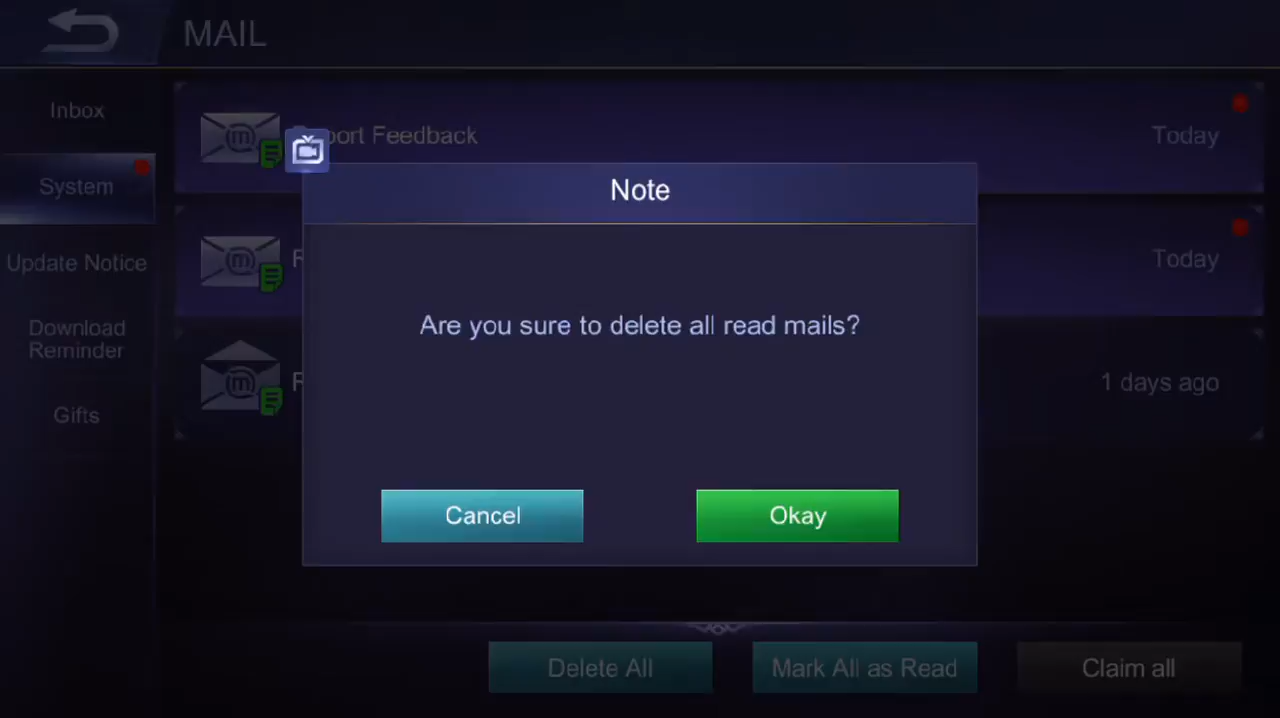 MAIL
Inbox
System
Update Notice
Download
Reminder
Gifts
Feedback
Today
Today
1 days ago
Note
Are you sure to delete all read mails?
Cancel
Okay
Delete All
Mark All as Read
Claim all